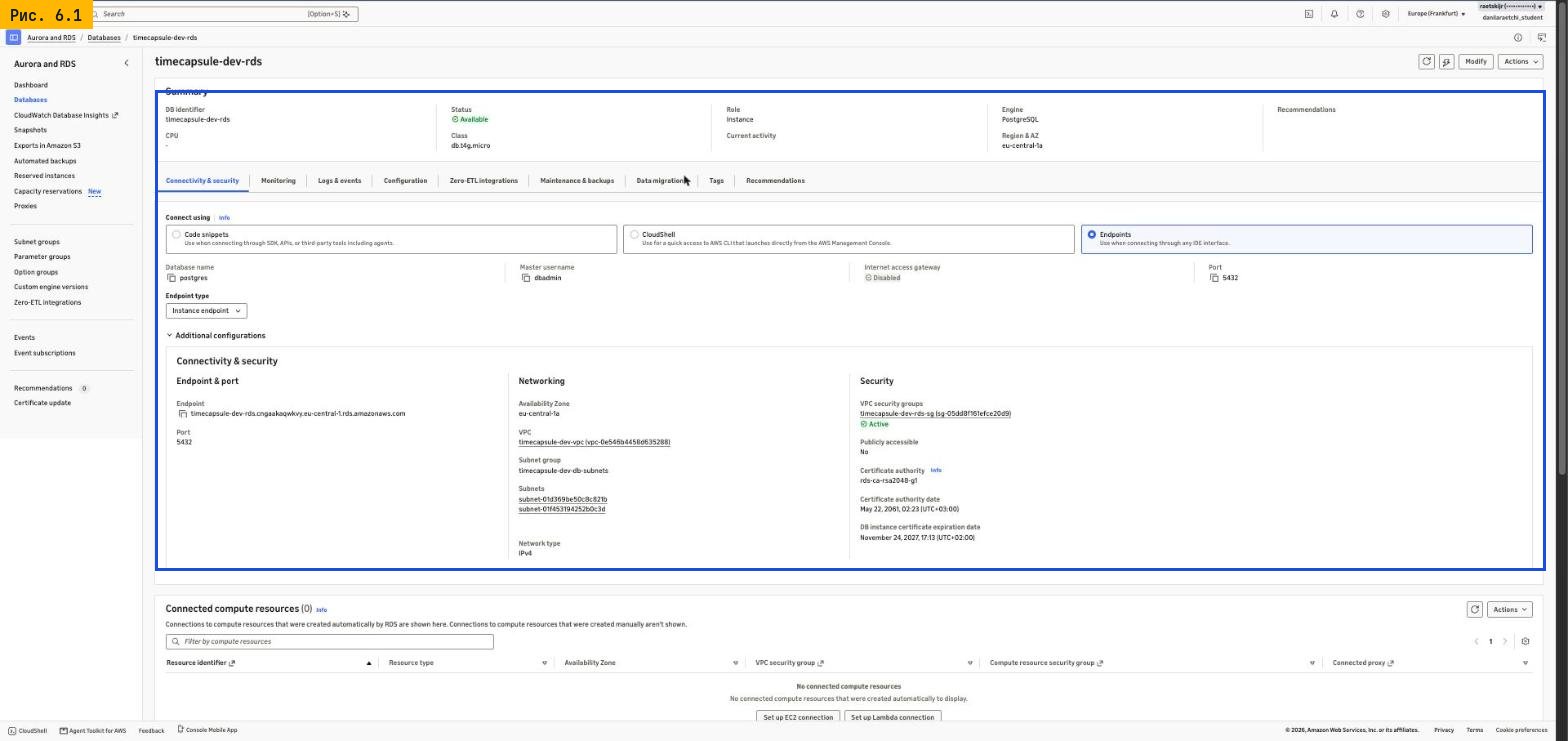 Рис. 6.1
Search
[Option+S]
Europe (Frankfurt)
raetskijr (············)
danilaraetchi_student
Aurora and RDS / Databases / timecapsule-dev-rds
Aurora and RDS
Dashboard
Databases
CloudWatch Database Insights
Snapshots
Exports in Amazon S3
Automated backups
Reserved instances
Capacity reservations New
Proxies
Subnet groups
Parameter groups
Option groups
Custom engine versions
Zero-ETL integrations
Events
Event subscriptions
Recommendations 0
Certificate update
timecapsule-dev-rds
Modify
Actions
Summary
DB identifier
timecapsule-dev-rds
Status
Available
Role
Instance
Engine
PostgreSQL
Recommendations
CPU
-
Class
db.t4g.micro
Current activity
Region & AZ
eu-central-1a
Connectivity & security
Monitoring
Logs & events
Configuration
Zero-ETL integrations
Maintenance & backups
Data migrations
Tags
Recommendations
Connect using Info
Code snippets
Use when connecting through SDK, APIs, or third-party tools including agents.
CloudShell
Use for a quick access to AWS CLI that launches directly from the AWS Management Console.
Endpoints
Use when connecting through any IDE interface.
Database name
postgres
Master username
dbadmin
Internet access gateway
Disabled
Port
5432
Endpoint type
Instance endpoint
Additional configurations
Connectivity & security
Endpoint & port
Endpoint
timecapsule-dev-rds.cngaakaqwkvy.eu-central-1.rds.amazonaws.com
Port
5432
Networking
Availability Zone
eu-central-1a
VPC
timecapsule-dev-vpc (vpc-0e546b4458d635288)
Subnet group
timecapsule-dev-db-subnets
Subnets
subnet-01d369be50c8c821b
subnet-01f453194252b0c3d
Network type
IPv4
Security
VPC security groups
timecapsule-dev-rds-sg (sg-05dd8f161efce20d9)
Active
Publicly accessible
No
Certificate authority Info
rds-ca-rsa2048-g1
Certificate authority date
May 22, 2061, 02:23 (UTC+03:00)
DB instance certificate expiration date
November 24, 2027, 17:13 (UTC+02:00)
Connected compute resources (0) Info
Actions
Connections to compute resources that were created automatically by RDS are shown here. Connections to compute resources that were created manually aren't shown.
Filter by compute resources
1
Resource identifier
Resource type
Availability Zone
VPC security group
Compute resource security group
Connected proxy
No connected compute resources
No connected compute resources that were created automatically to display.
Set up EC2 connection
Set up Lambda connection
CloudShell
Agent Toolkit for AWS
Feedback
Console Mobile App
© 2026, Amazon Web Services, Inc. or its affiliates.
Privacy
Terms
Cookie preferences